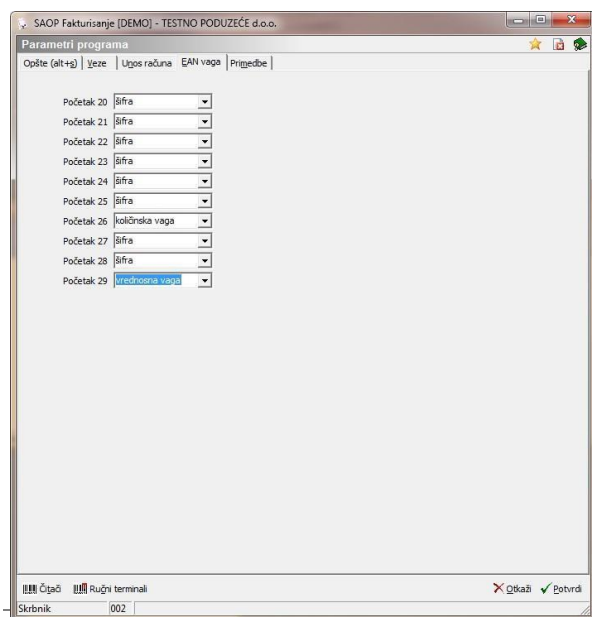 SAOP Fakturisanje [DEMO] - TESTNO PODUZEĆE d.o.o.
Parametri programa
Opšte (alt+g) Veze Unos računa EAN vaga Primedbe
Početak 20 šifra
Početak 21 šifra
Početak 22 šifra
Početak 23 šifra
Početak 24 šifra
Početak 25 šifra
Početak 26 količinska vaga
Početak 27 šifra
Početak 28 šifra
Početak 29 vrednosna vaga
Čitač Ručni terminali Otkaži Potvrdi
Skrbnik 002